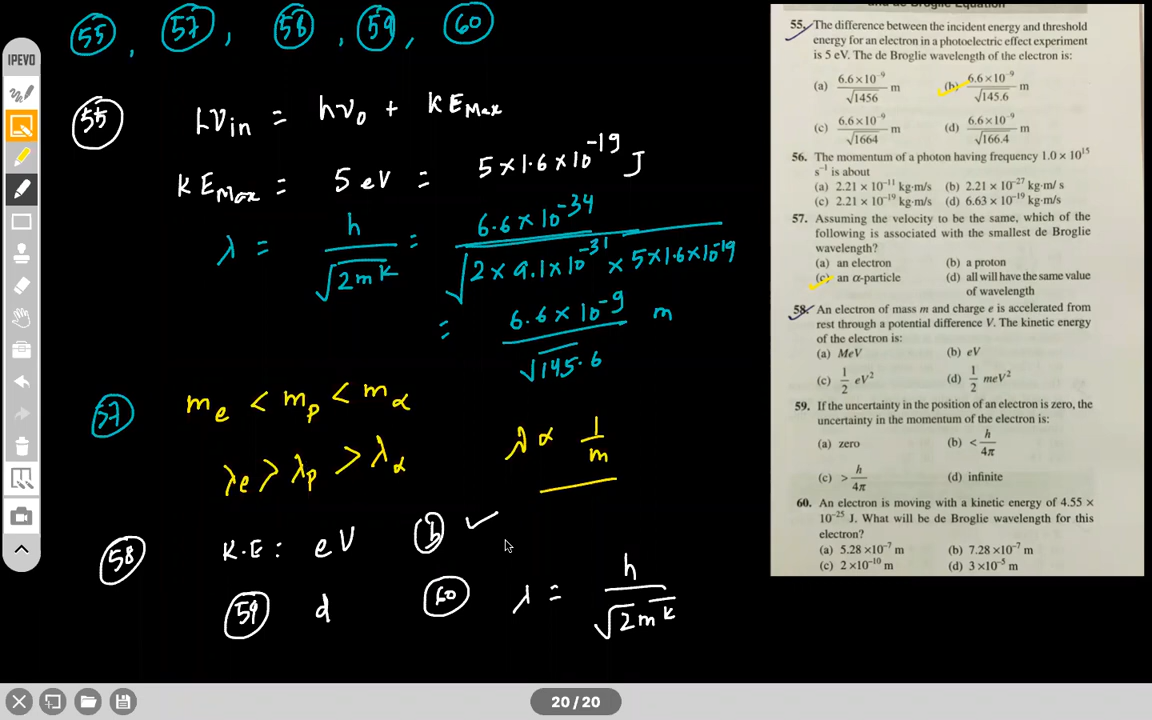 55, 57, 58, 59, 60
IPEVO
55 hνin = hν0 + KEMax
KEMax = 5 eV = 5 × 1.6 × 10^-19 J
λ = h / √2mk = 6.6 × 10^-34 / √2 × 9.1 × 10^-31 × 5 × 1.6 × 10^-19
= 6.6 × 10^-9 / √145.6 m
57 me < mp < mα
λe > λp > λα λ ∝ 1/m
58 K.E : eV b ✓
59 d 60 λ = h / √2mk
20 / 20
55. The difference between the incident energy and threshold
energy for an electron in a photoelectric effect experiment
is 5 eV. The de Broglie wavelength of the electron is:
(a) 6.6×10^-9 / √1456 m (b) 6.6×10^-9 / √145.6 m
(c) 6.6×10^-9 / √1664 m (d) 6.6×10^-9 / √166.4 m
56. The momentum of a photon having frequency 1.0 × 10^15
s^-1 is about
(a) 2.21 × 10^-11 kg·m/s (b) 2.21 × 10^-27 kg·m/ s
(c) 2.21 × 10^-19 kg·m/s (d) 6.63 × 10^-19 kg·m/s
57. Assuming the velocity to be the same, which of the
following is associated with the smallest de Broglie
wavelength?
(a) an electron (b) a proton
(c) an α-particle (d) all will have the same value
of wavelength
58. An electron of mass m and charge e is accelerated from
rest through a potential difference V. The kinetic energy
of the electron is:
(a) MeV (b) eV
(c) 1/2 eV^2 (d) 1/2 meV^2
59. If the uncertainty in the position of an electron is zero, the
uncertainty in the momentum of the electron is:
(a) zero (b) < h/4π
(c) > h/4π (d) infinite
60. An electron is moving with a kinetic energy of 4.55 ×
10^-25 J. What will be de Broglie wavelength for this
electron?
(a) 5.28 ×10^-7 m (b) 7.28 ×10^-7 m
(c) 2×10^-10 m (d) 3×10^-5 m